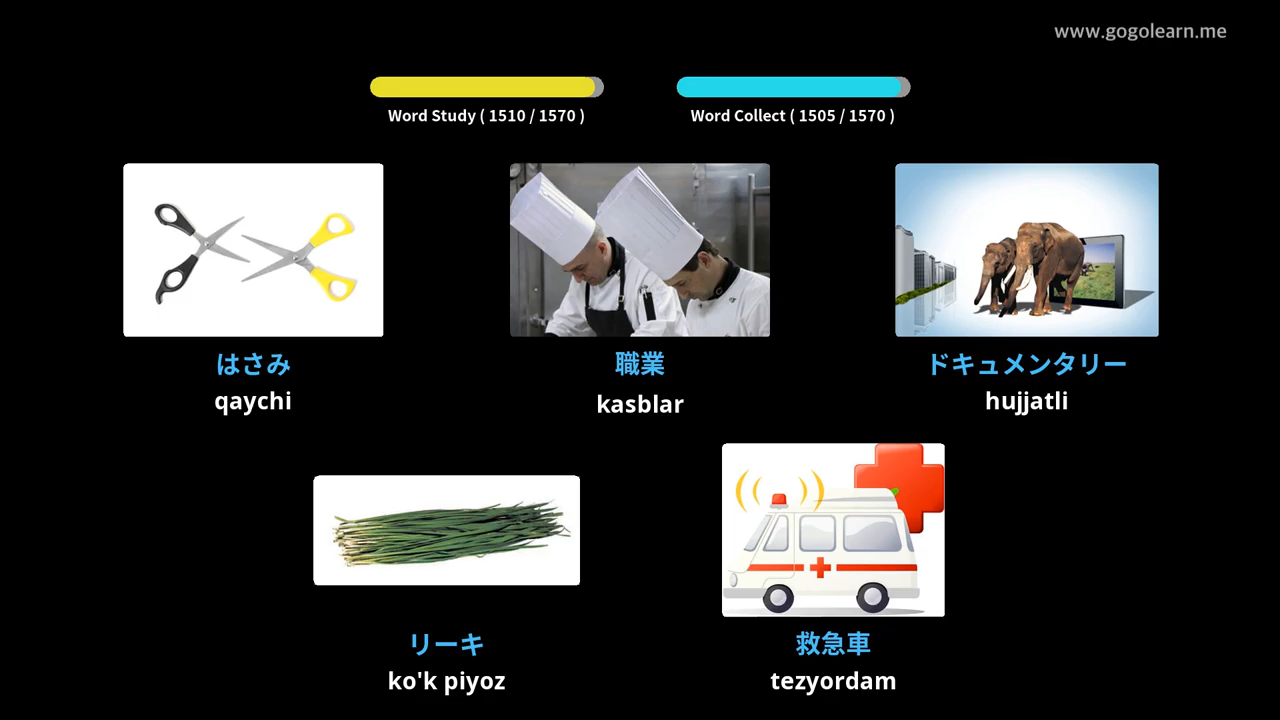 www.gogolearn.me
Word Study ( 1510 / 1570 )
Word Collect ( 1505 / 1570 )
はさみ
qaychi
職業
kasblar
ドキュメンタリー
hujjatli
リーキ
ko'k piyoz
救急車
tezyordam